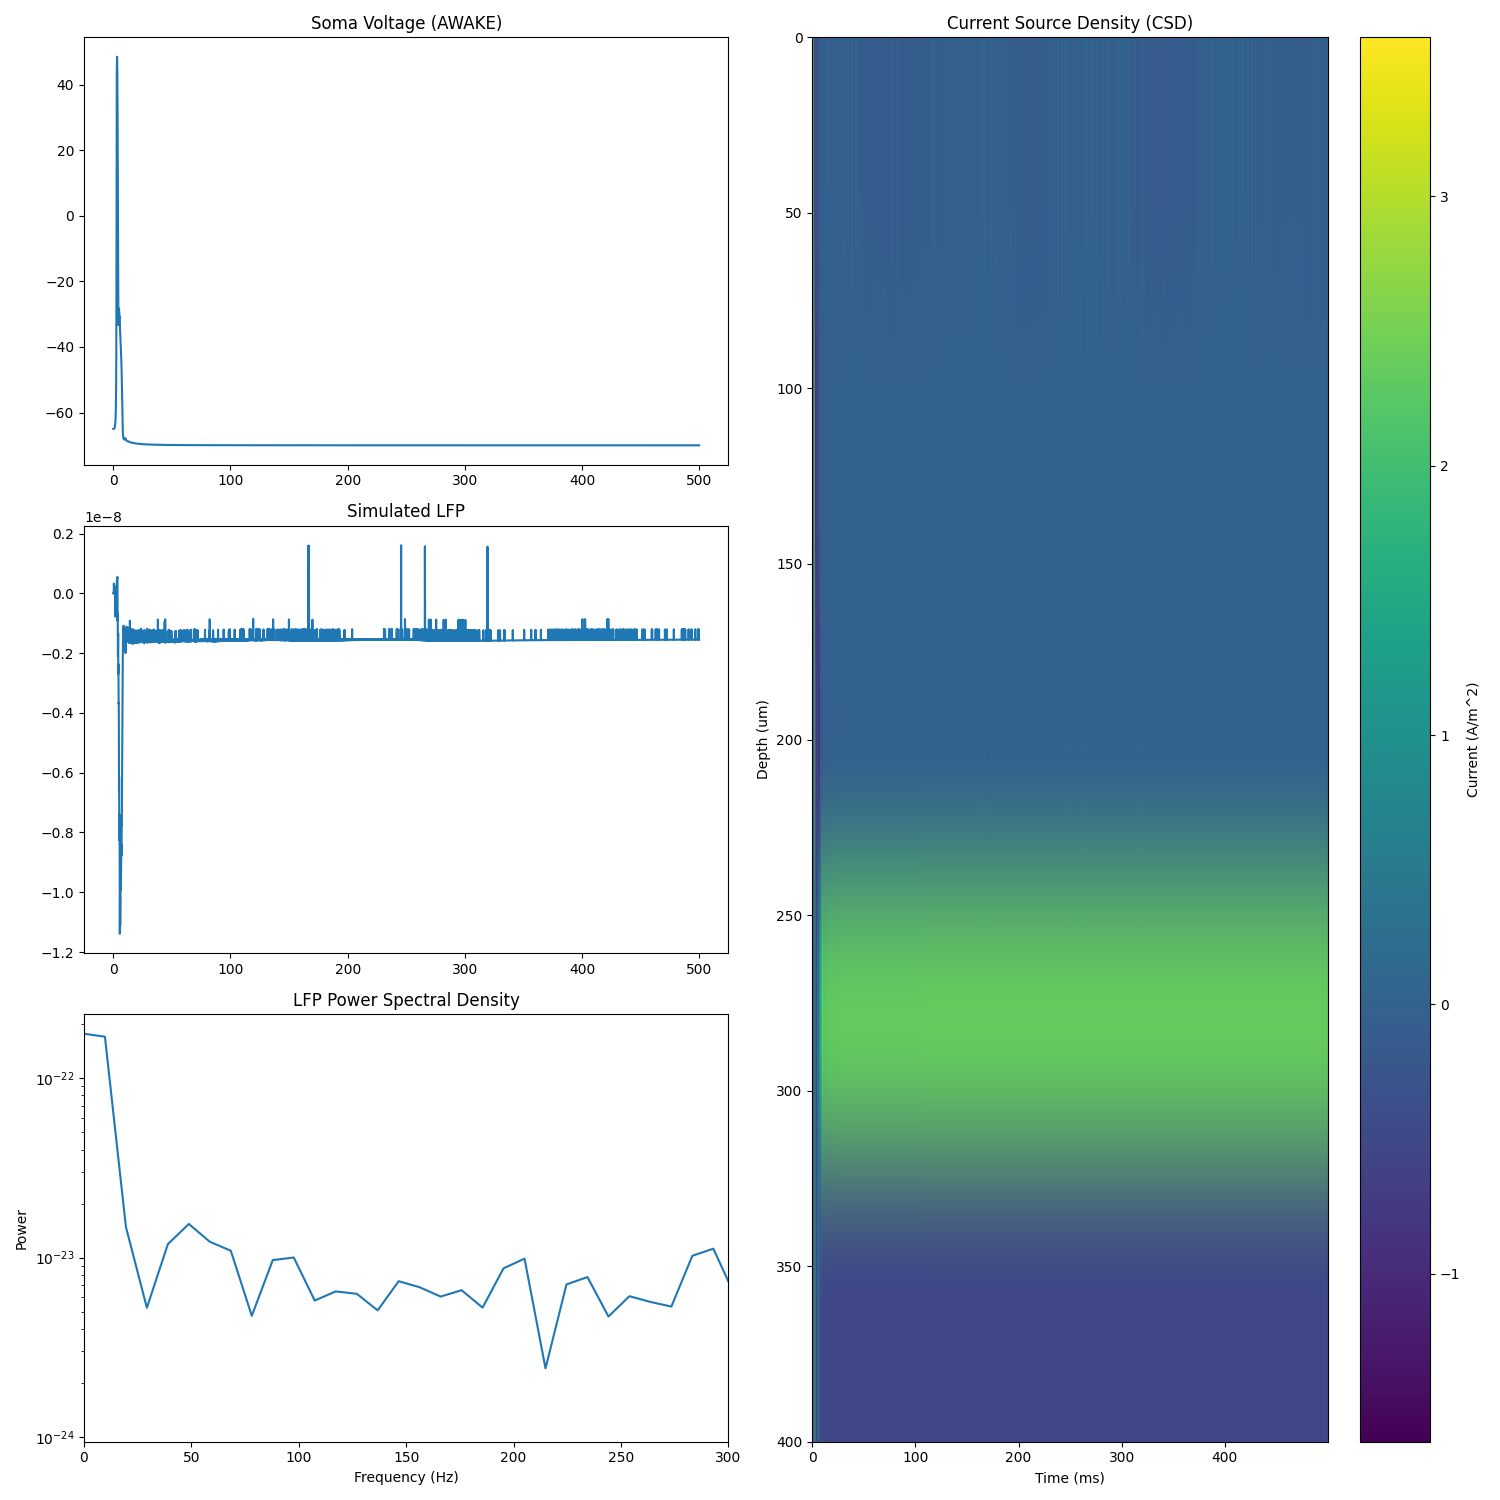 Soma Voltage (AWAKE)
40
20
0
−20
−40
−60
0 100 200 300 400 500
Simulated LFP
1e−8
0.2
0.0
−0.2
−0.4
−0.6
−0.8
−1.0
−1.2
0 100 200 300 400 500
LFP Power Spectral Density
Power
10−22
10−23
10−24
0 50 100 150 200 250 300
Frequency (Hz)
Current Source Density (CSD)
Depth (um)
0
50
100
150
200
250
300
350
400
0 100 200 300 400
Time (ms)
3
2
1
0
−1
Current (A/m^2)